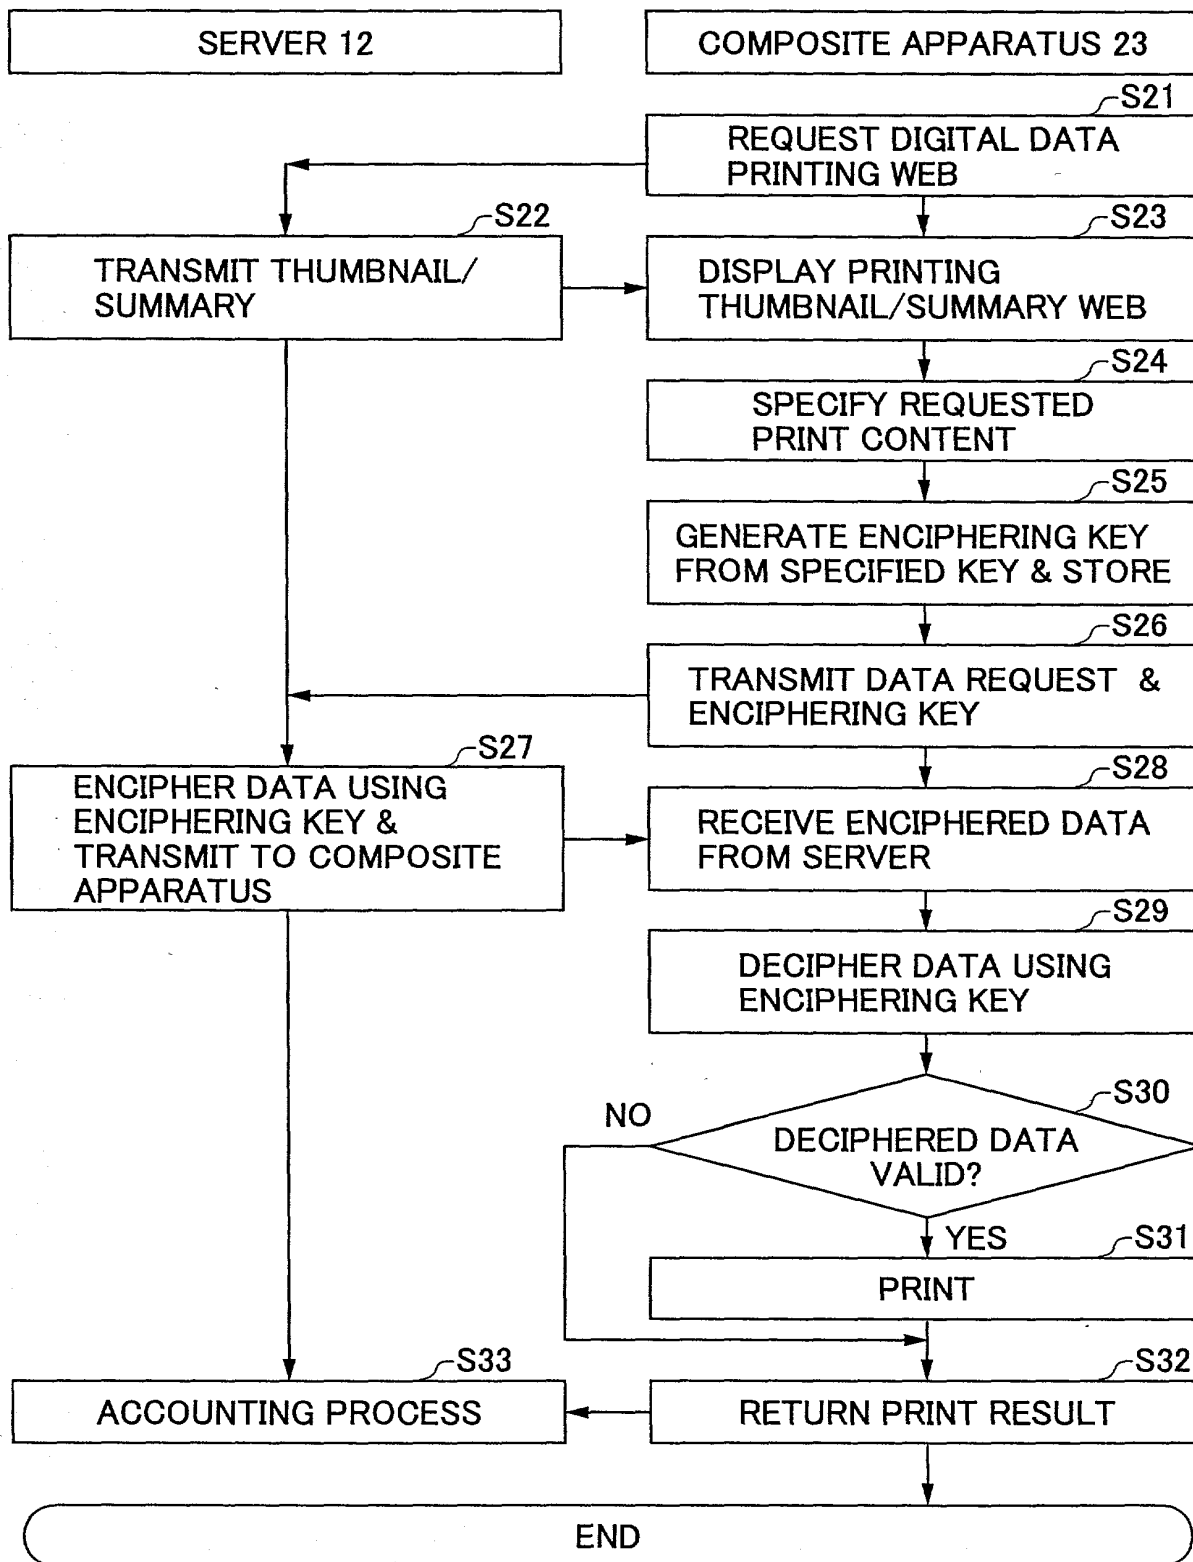 SERVER 12
COMPOSITE APPARATUS 23
S21
REQUEST DIGITAL DATA
PRINTING WEB
S22
TRANSMIT THUMBNAIL/
SUMMARY
S23
DISPLAY PRINTING
THUMBNAIL/SUMMARY WEB
S24
SPECIFY REQUESTED
PRINT CONTENT
S25
GENERATE ENCIPHERING KEY
FROM SPECIFIED KEY & STORE
S26
TRANSMIT DATA REQUEST &
ENCIPHERING KEY
S27
ENCIPHER DATA USING
ENCIPHERING KEY &
TRANSMIT TO COMPOSITE
APPARATUS
S28
RECEIVE ENCIPHERED DATA
FROM SERVER
S29
DECIPHER DATA USING
ENCIPHERING KEY
S30
NO
DECIPHERED DATA
VALID?
YES
S31
PRINT
S33
ACCOUNTING PROCESS
S32
RETURN PRINT RESULT
END